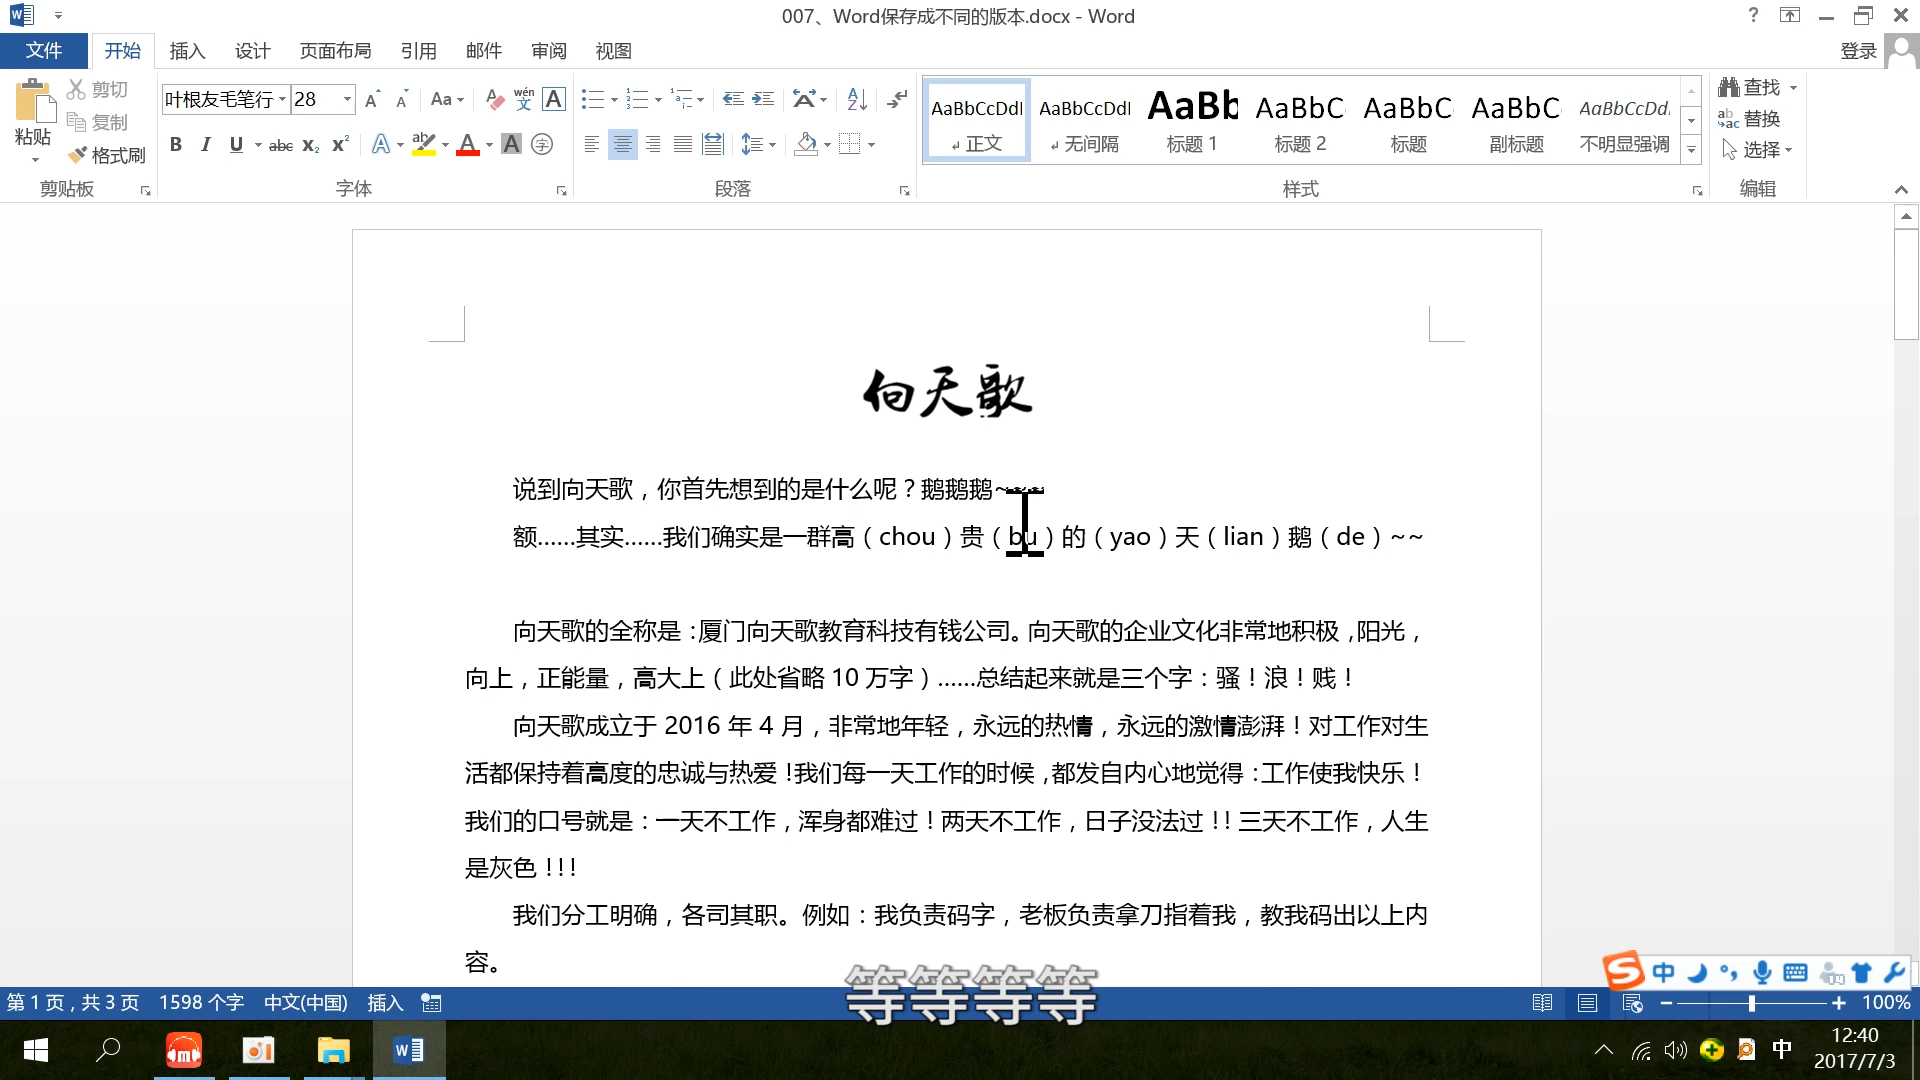 007、Word保存成不同的版本.docx - Word
文件 开始 插入 设计 页面布局 引用 邮件 审阅 视图 登录
粘贴 剪切 复制 格式刷
叶根友毛笔行 28
AaBbCcDdI AaBbCcDdI AaBb AaBbC AaBbC AaBbC AaBbCcDd.
正文 无间隔 标题 1 标题 2 标题 副标题 不明显强调
查找 替换 选择
剪贴板 字体 段落 样式 编辑
向天歌
说到向天歌，你首先想到的是什么呢？鹅鹅鹅~~~
额……其实……我们确实是一群高（chou）贵（bu）的（yao）天（lian）鹅（de）~~
向天歌的全称是：厦门向天歌教育科技有钱公司。向天歌的企业文化非常地积极，阳光，
向上，正能量，高大上（此处省略 10 万字）……总结起来就是三个字：骚！浪！贱！
向天歌成立于 2016 年 4 月，非常地年轻，永远的热情，永远的激情澎湃！对工作对生
活都保持着高度的忠诚与热爱！我们每一天工作的时候，都发自内心地觉得：工作使我快乐！
我们的口号就是：一天不工作，浑身都难过！两天不工作，日子没法过！！三天不工作，人生
是灰色！！！
我们分工明确，各司其职。例如：我负责码字，老板负责拿刀指着我，教我码出以上内
容。
等等等等
第 1 页，共 3 页 1598 个字 中文(中国) 插入 100%
中
中 12:40
2017/7/3